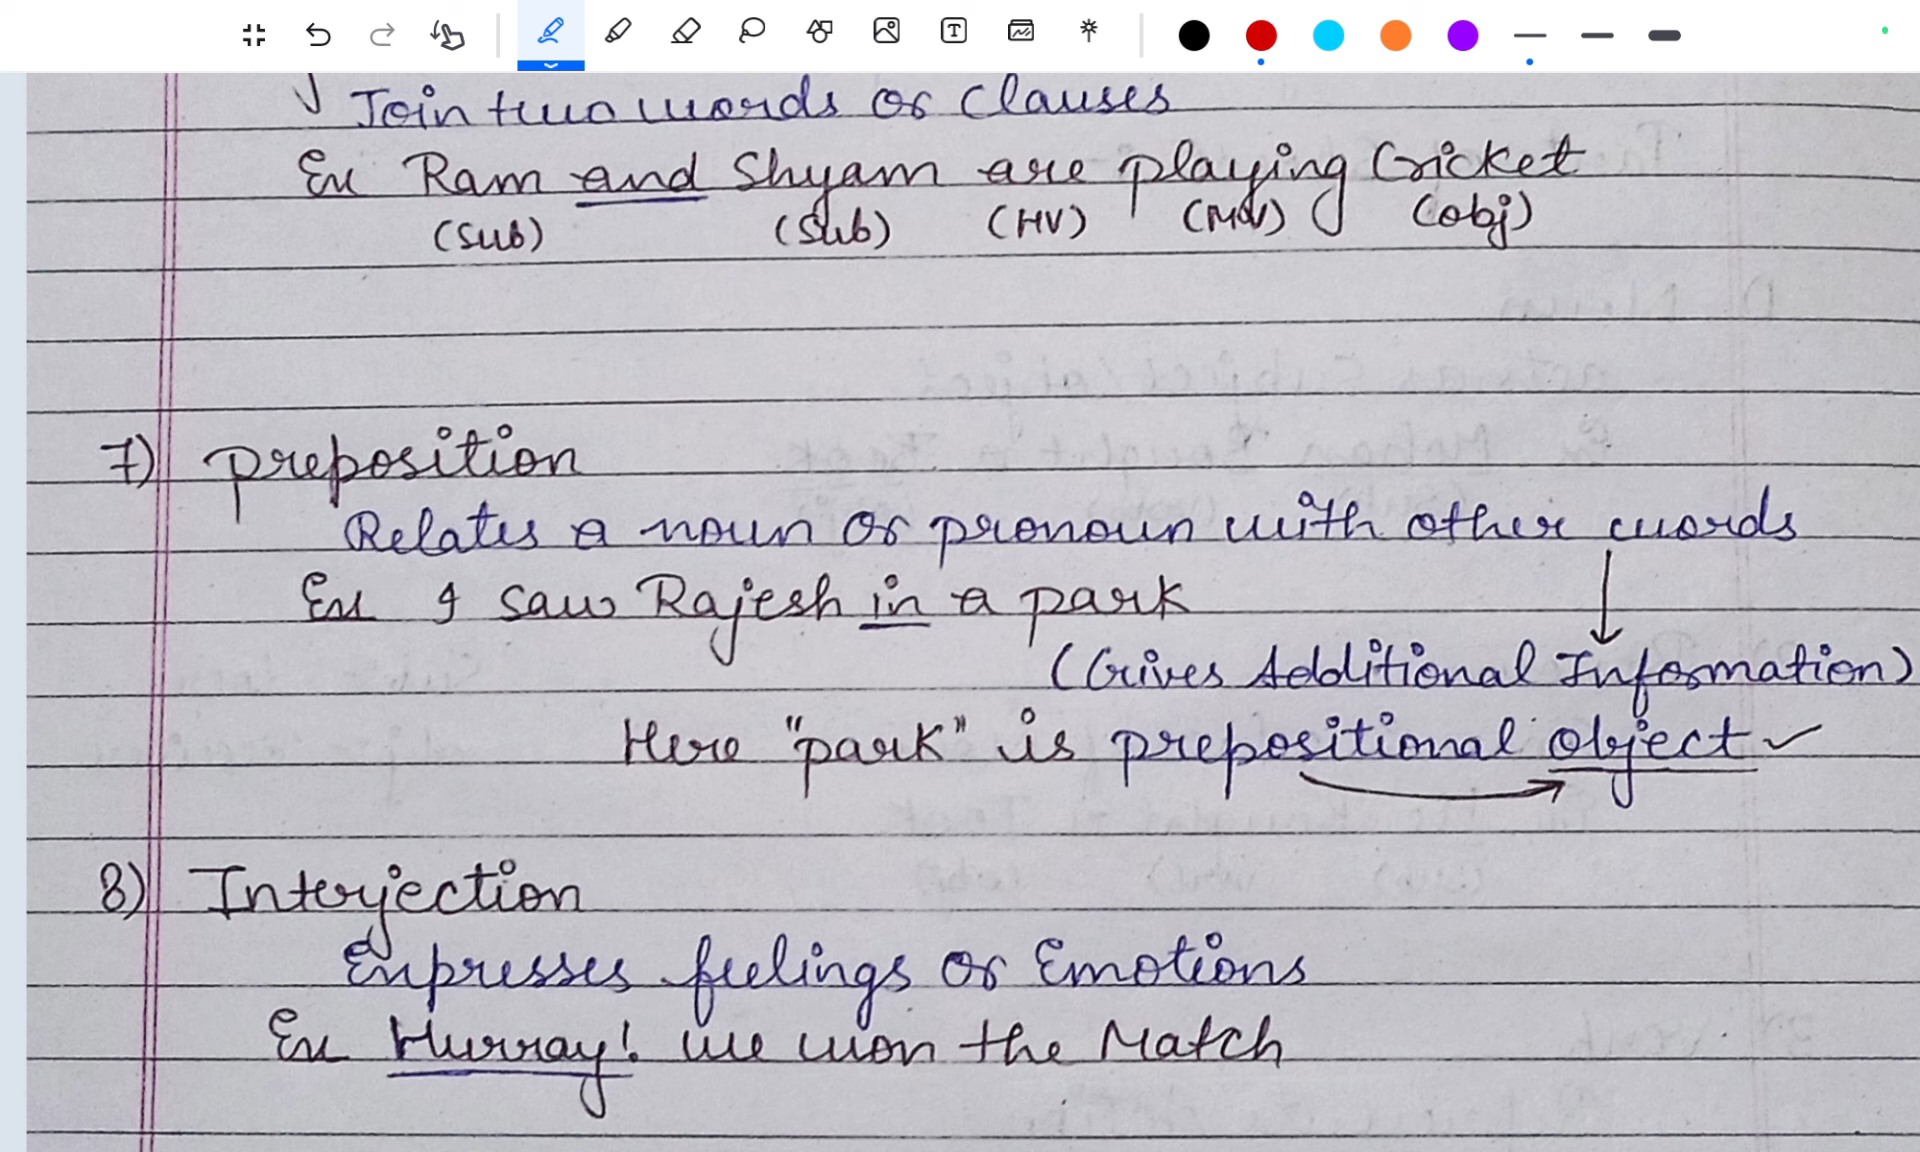 Join two words or Clauses
Ex Ram and Shyam are playing Cricket
(Sub) (Sub) (HV) (MV) (obj)
7) preposition
Relates a noun or pronoun with other words
Ex I saw Rajesh in a park
(Gives Additional Information)
Here "park" is prepositional object ✓
8) Interjection
Expresses feelings or Emotions
Ex Hurray! we won the Match